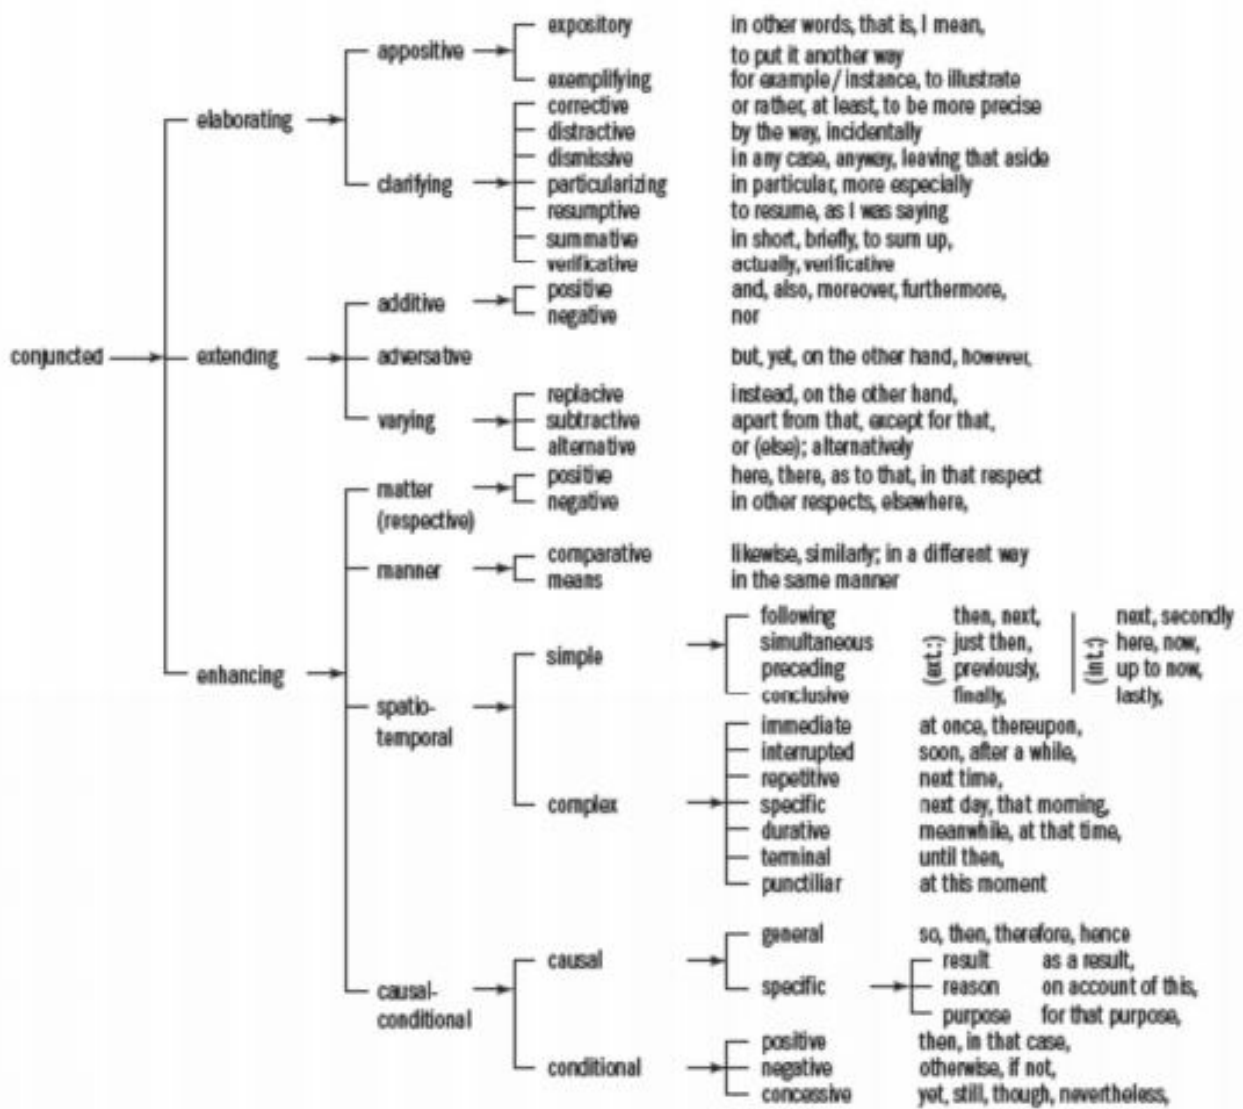 expository in other words, that is, I mean,
appositive to put it another way
exemplifying for example/instance, to illustrate
corrective or rather, at least, to be more precise
elaborating distractive by the way, incidentally
dismissive in any case, anyway, leaving that aside
clarifying particularizing in particular, more especially
resumptive to resume, as I was saying
summative in short, briefly, to sum up,
verificative actually, verificative
additive positive and, also, moreover, furthermore,
negative nor
conjuncted extending adversative but, yet, on the other hand, however,
replacive instead, on the other hand,
varying subtractive apart from that, except for that,
alternative or (else); alternatively
matter positive here, there, as to that, in that respect
(respective) negative in other respects, elsewhere,
manner comparative likewise, similarly; in a different way
means in the same manner
following then, next, next, secondly
simple simultaneous (ext.:) just then, (int.:) here, now,
enhancing preceding previously, up to now,
conclusive finally, lastly,
spatio-
temporal
immediate at once, thereupon,
interrupted soon, after a while,
repetitive next time,
complex specific next day, that morning,
durative meanwhile, at that time,
terminal until then,
punctiliar at this moment
general so, then, therefore, hence
causal result as a result,
specific reason on account of this,
causal-
conditional
purpose for that purpose,
positive then, in that case,
conditional negative otherwise, if not,
concessive yet, still, though, nevertheless,